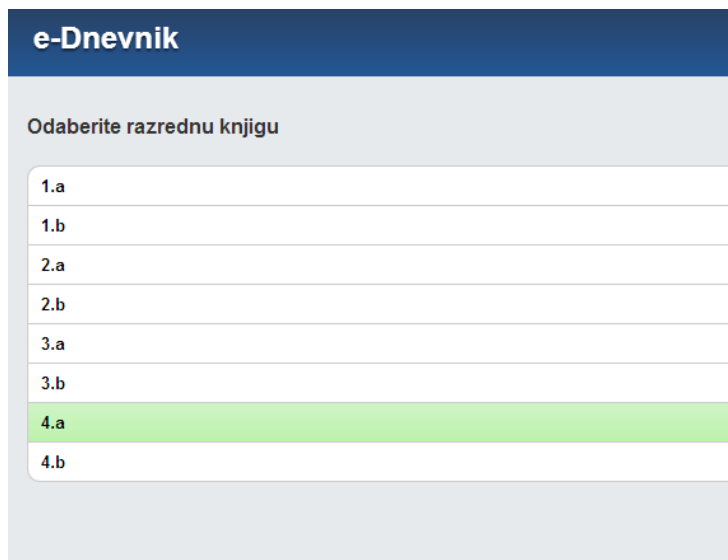 e-Dnevnik
Odaberite razrednu knjigu
1.a
1.b
2.a
2.b
3.a
3.b
4.a
4.b